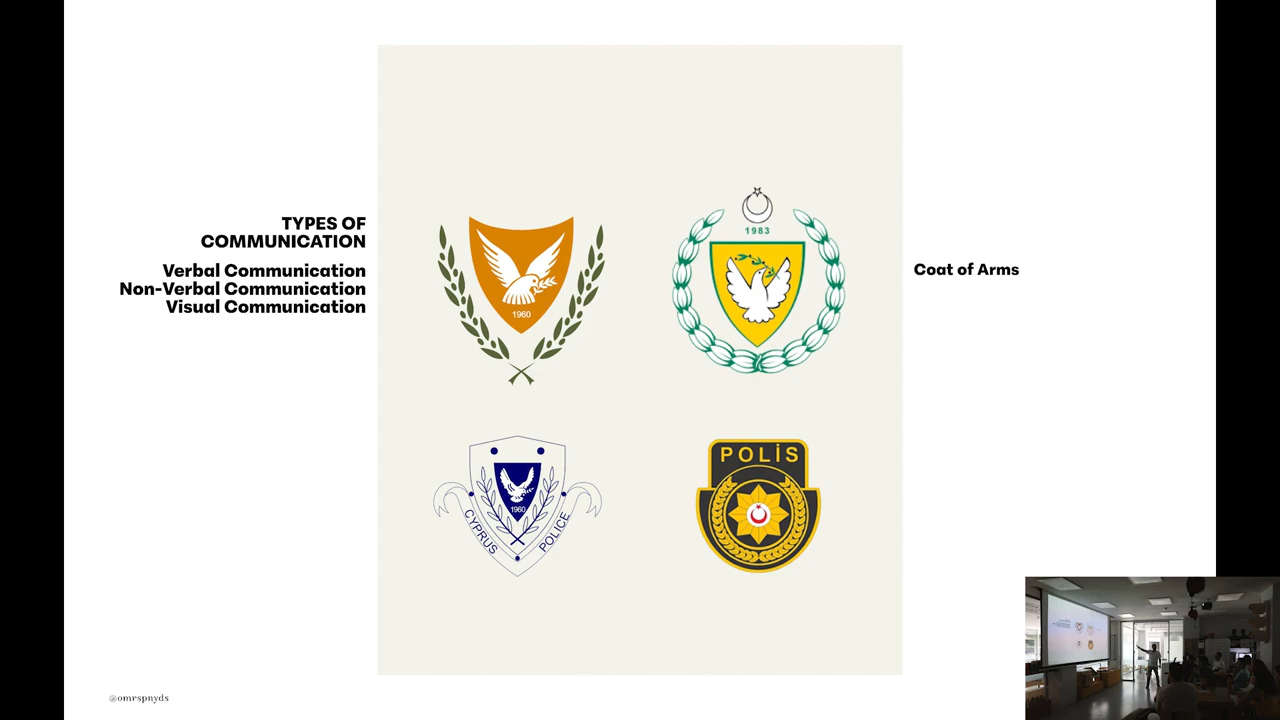 TYPES OF
COMMUNICATION
Verbal Communication
Non-Verbal Communication
Visual Communication
1960
1983
Coat of Arms
1960
CYPRUS POLICE
POLİS
@omrspnyds